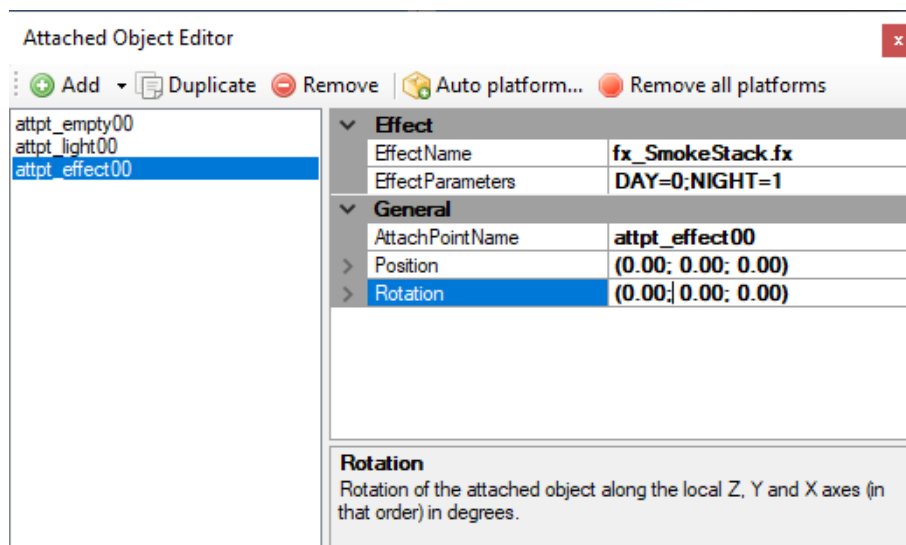 Attached Object Editor
x
Add Duplicate Remove Auto platform... Remove all platforms
attpt_empty00
attpt_light00
attpt_effect00
Effect
EffectName fx_SmokeStack.fx
EffectParameters DAY=0;NIGHT=1
General
AttachPointName attpt_effect00
Position (0.00; 0.00; 0.00)
Rotation (0.00; 0.00; 0.00)
Rotation
Rotation of the attached object along the local Z, Y and X axes (in
that order) in degrees.